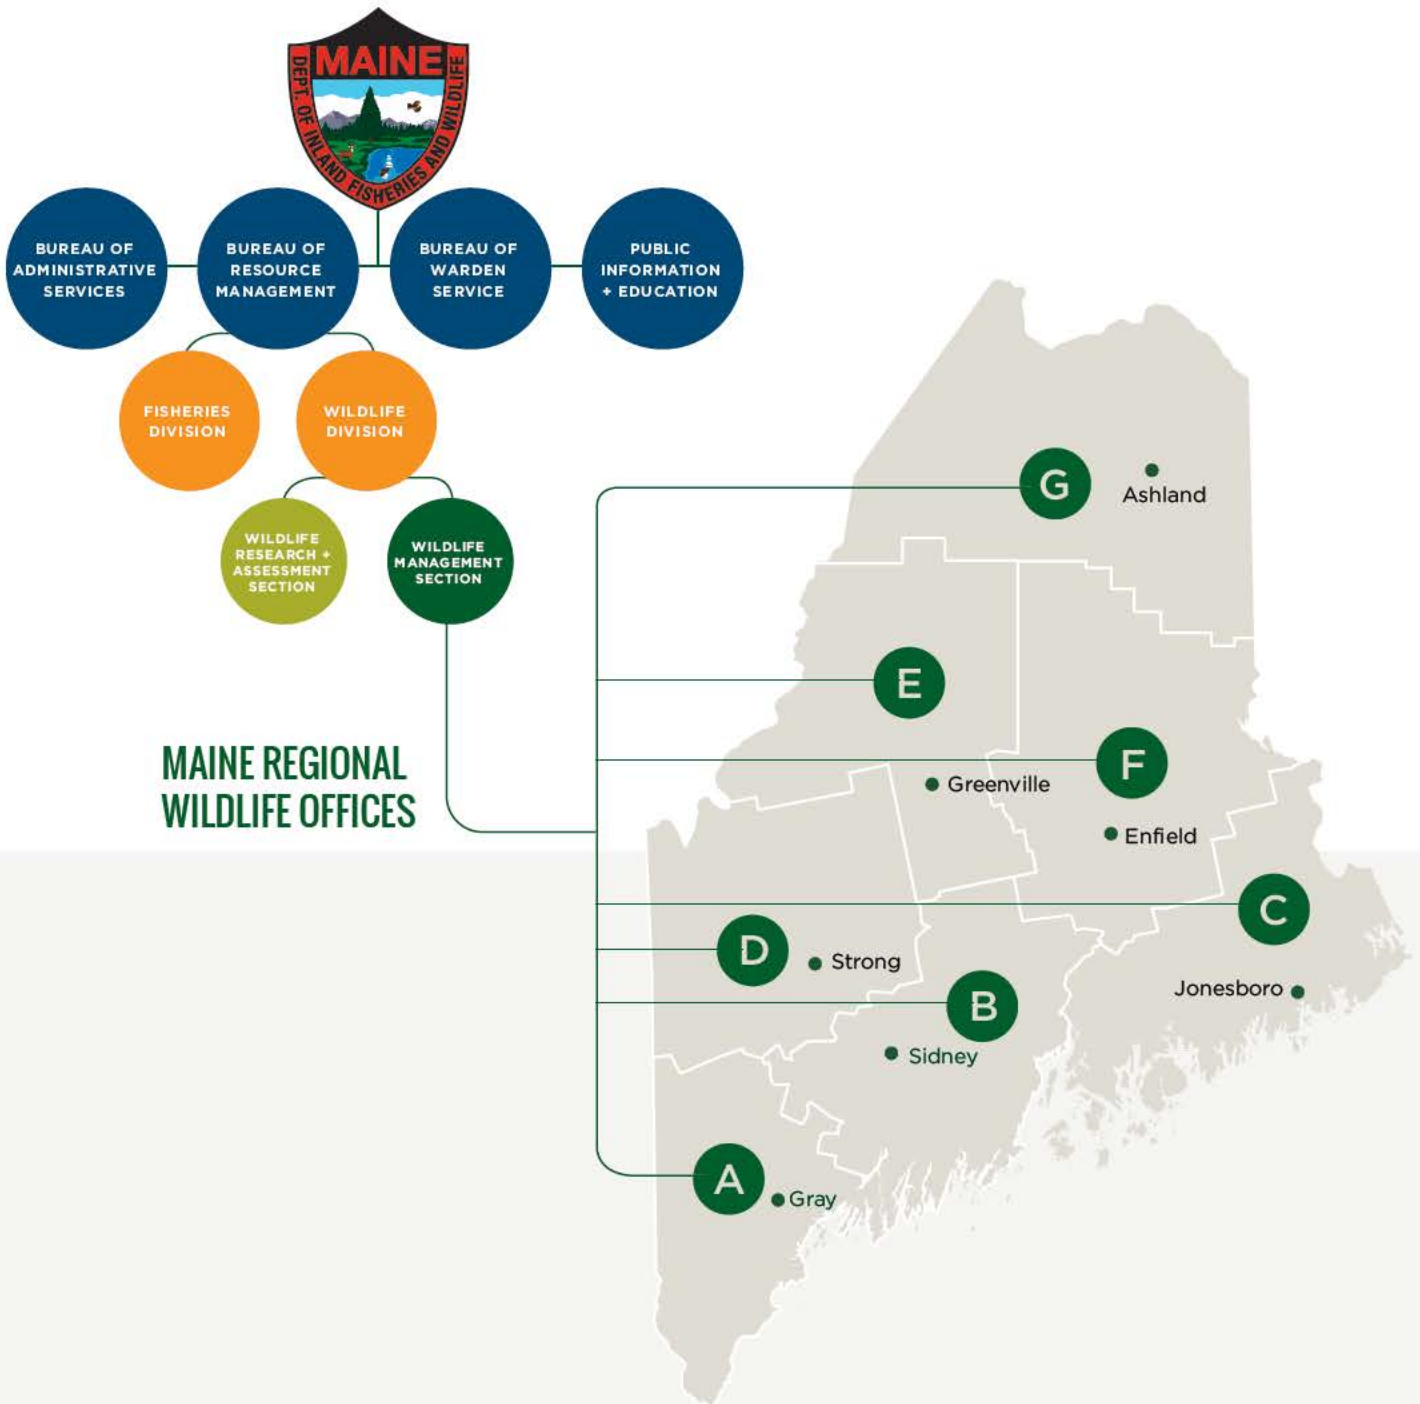 MAINE
DEPT. OF INLAND FISHERIES AND WILDLIFE
BUREAU OF
ADMINISTRATIVE
SERVICES
BUREAU OF
RESOURCE
MANAGEMENT
BUREAU OF
WARDEN
SERVICE
PUBLIC
INFORMATION
+ EDUCATION
FISHERIES
DIVISION
WILDLIFE
DIVISION
WILDLIFE
RESEARCH +
ASSESSMENT
SECTION
WILDLIFE
MANAGEMENT
SECTION
MAINE REGIONAL
WILDLIFE OFFICES
G
Ashland
E
F
Greenville
Enfield
C
D
Strong
Jonesboro
B
Sidney
A
Gray